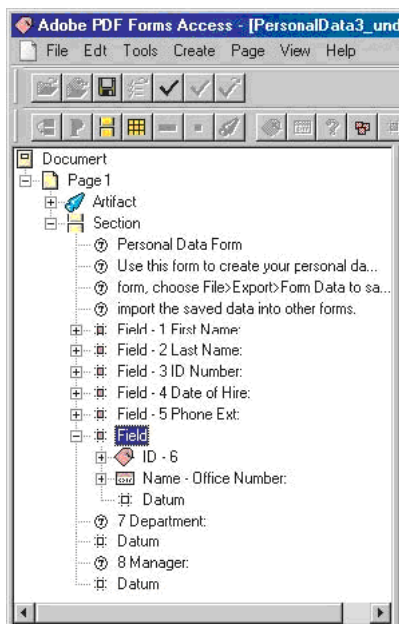 Adobe PDF Forms Access - [PersonalData3_und
File Edt Tools Create Page View Help
Document
Page 1
Artifact
Section
Personal Data Form
Use this form to create your personal da...
form, choose File>Export>Form Data to sa...
import the saved data into other forms.
Field - 1 First Name:
Field - 2 Last Name:
Field - 3 ID Number:
Field - 4 Date of Hire:
Field - 5 Phone Ext:
Field
ID - 6
Name - Office Number:
Datum
7 Department:
Datum
8 Manager:
Datum